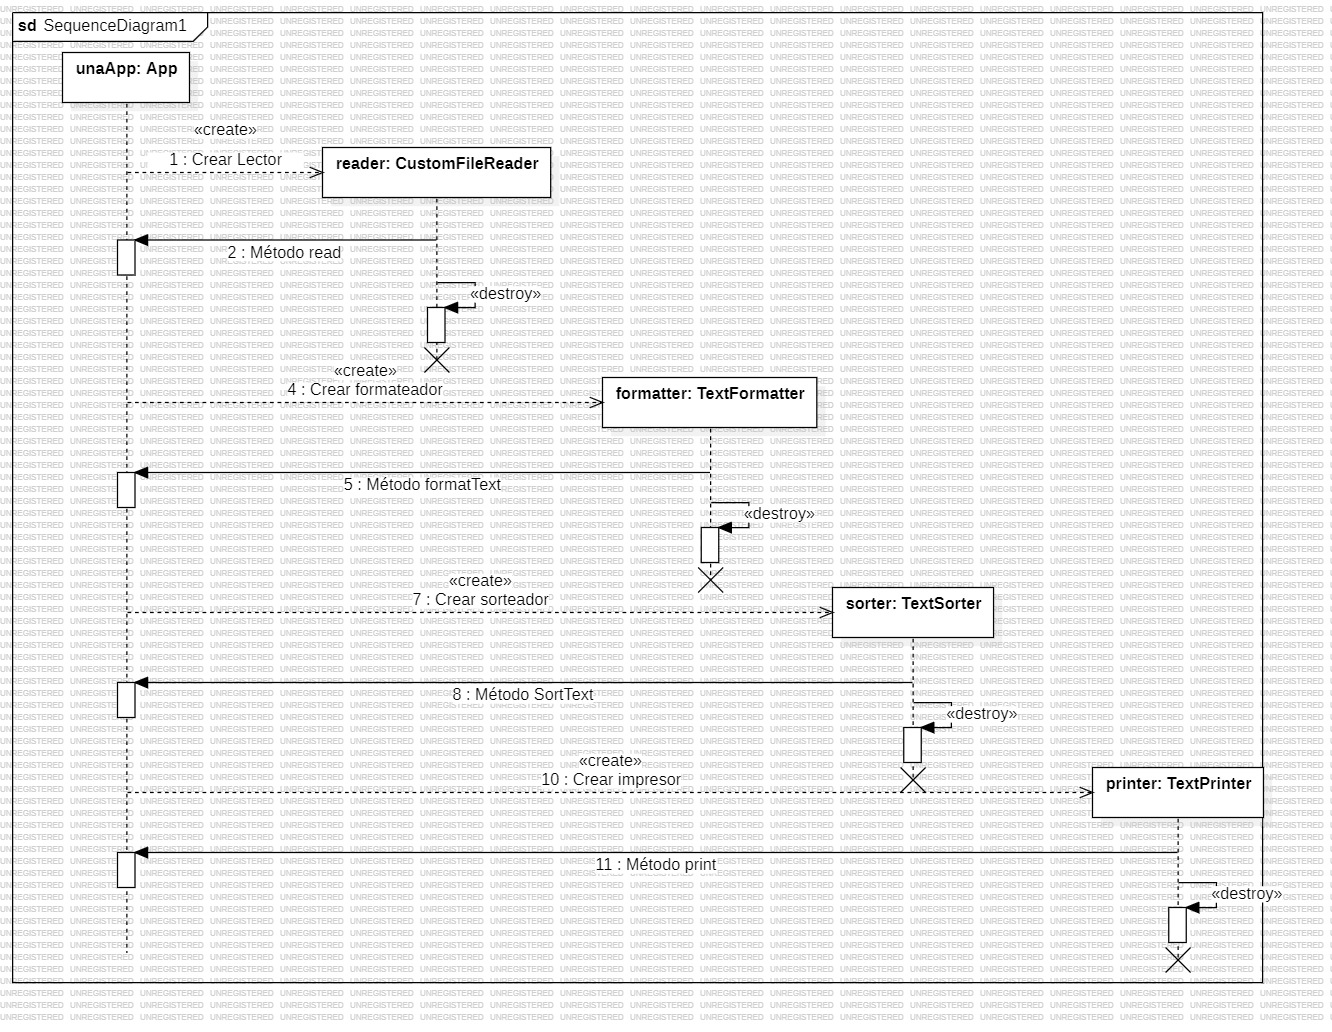 sd SequenceDiagram1
unaApp: App
«create»
1 : Crear Lector
reader: CustomFileReader
2 : Método read
«destroy»
«create»
4 : Crear formateador
formatter: TextFormatter
5 : Método formatText
«destroy»
«create»
7 : Crear sorteador
sorter: TextSorter
8 : Método SortText
«destroy»
«create»
10 : Crear impresor
printer: TextPrinter
11 : Método print
«destroy»
UNREGISTERED